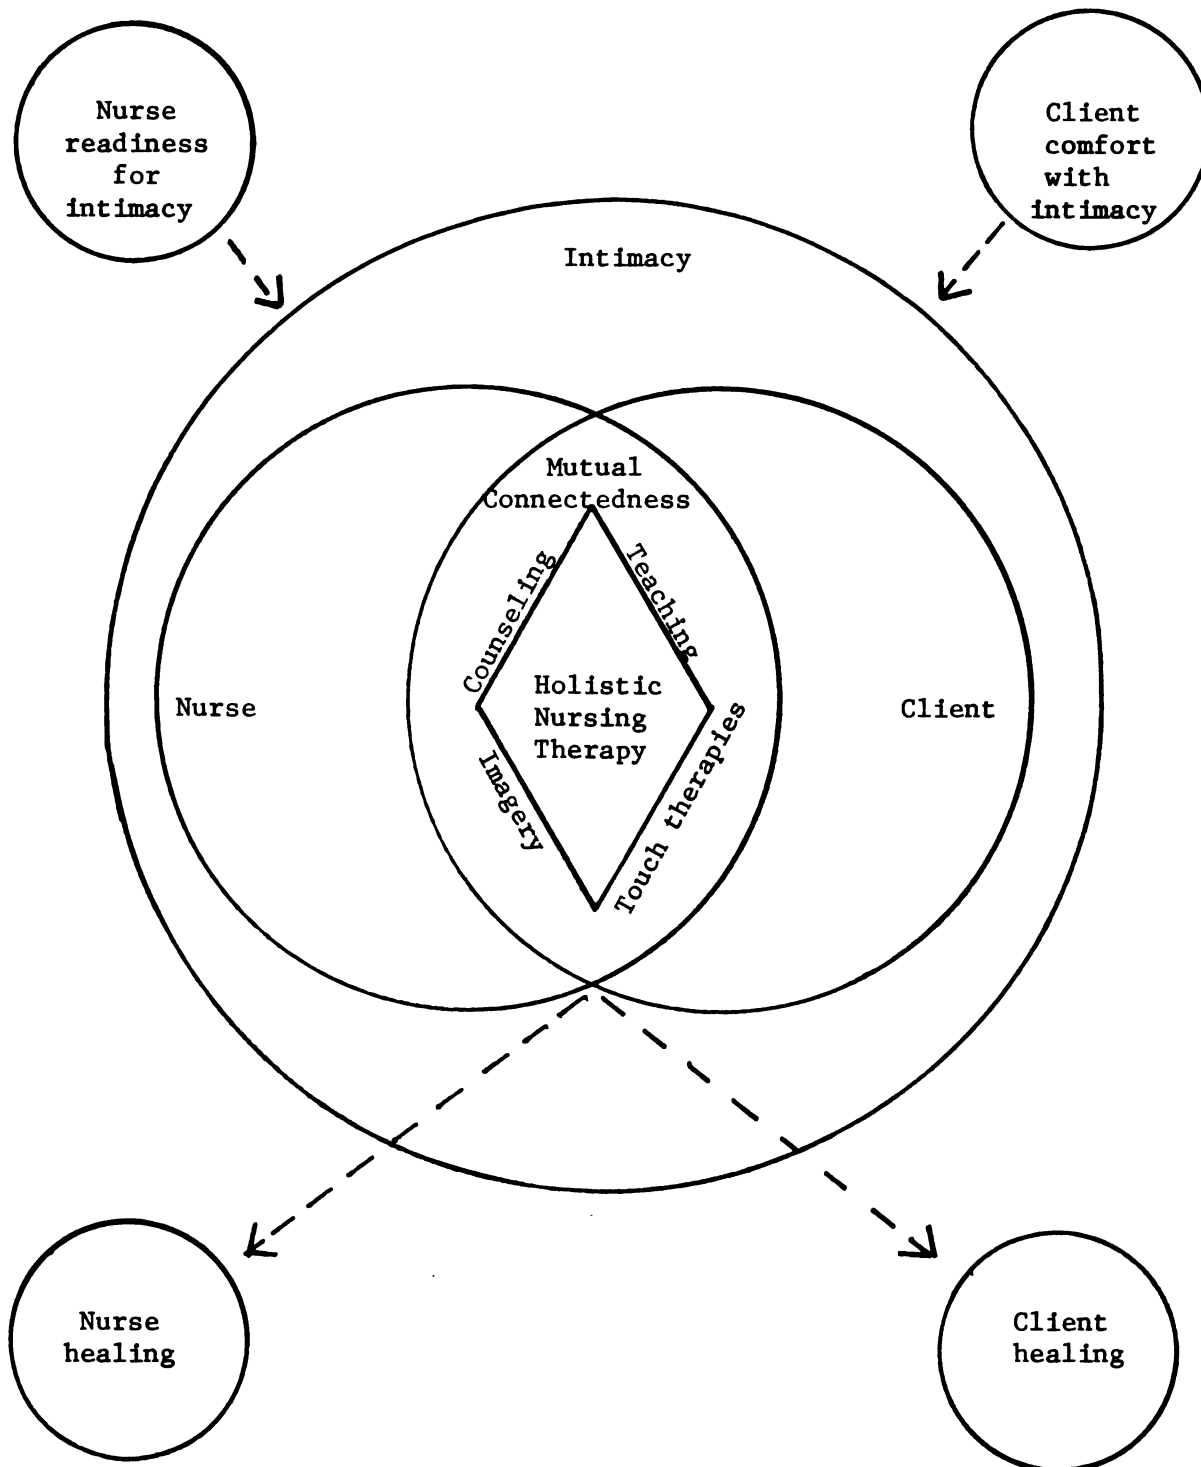 Nurse
readiness
for
intimacy
Client
comfort
with
intimacy
Intimacy
Mutual
Connectedness
Counseling
Teaching
Nurse
Holistic
Nursing
Therapy
Client
Imagery
Touch therapies
Nurse
healing
Client
healing